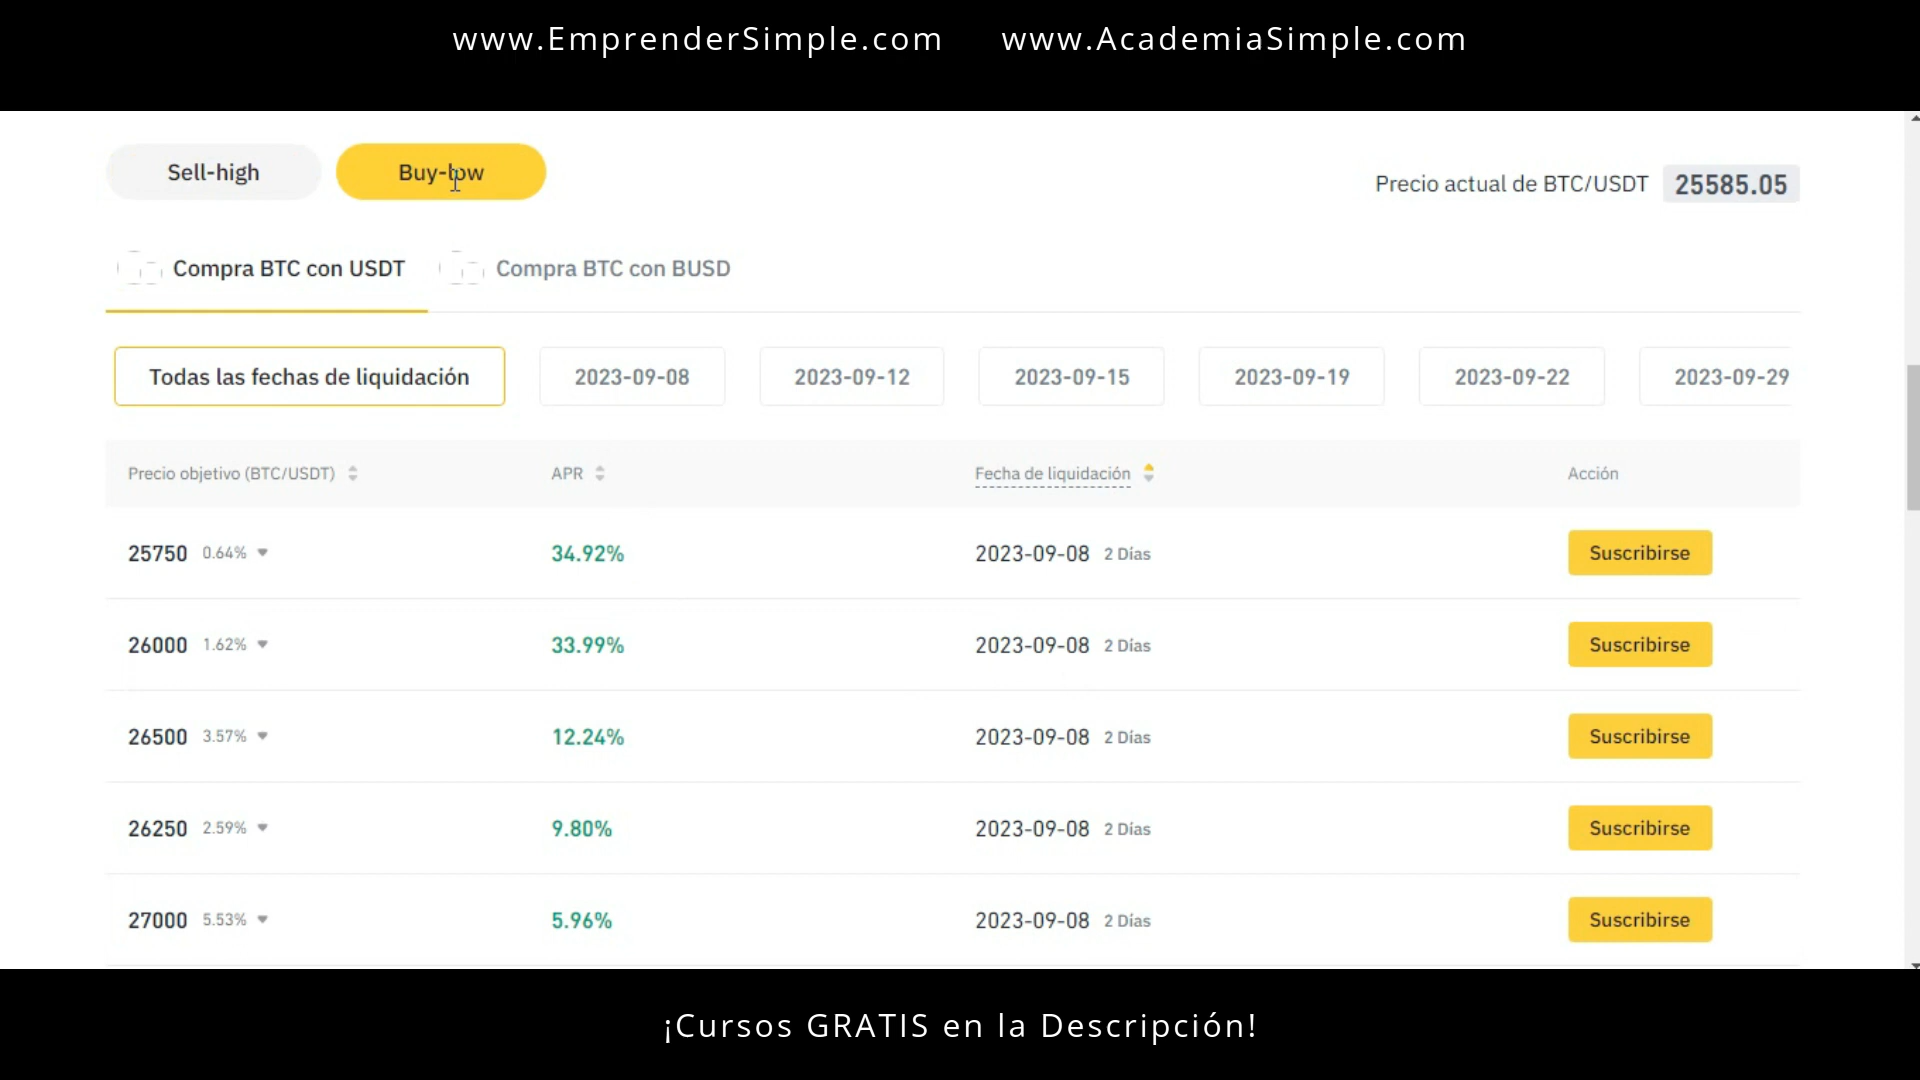 www.EmprenderSimple.com www.AcademiaSimple.com
Sell-high Buy-low
Precio actual de BTC/USDT 25585.05
Compra BTC con USDT Compra BTC con BUSD
Todas las fechas de liquidación 2023-09-08 2023-09-12 2023-09-15 2023-09-19 2023-09-22 2023-09-29
Precio objetivo (BTC/USDT) APR Fecha de liquidación Acción
25750 0.64% 34.92% 2023-09-08 2 Días Suscribirse
26000 1.62% 33.99% 2023-09-08 2 Días Suscribirse
26500 3.57% 12.24% 2023-09-08 2 Días Suscribirse
26250 2.59% 9.80% 2023-09-08 2 Días Suscribirse
27000 5.53% 5.96% 2023-09-08 2 Días Suscribirse
¡Cursos GRATIS en la Descripción!